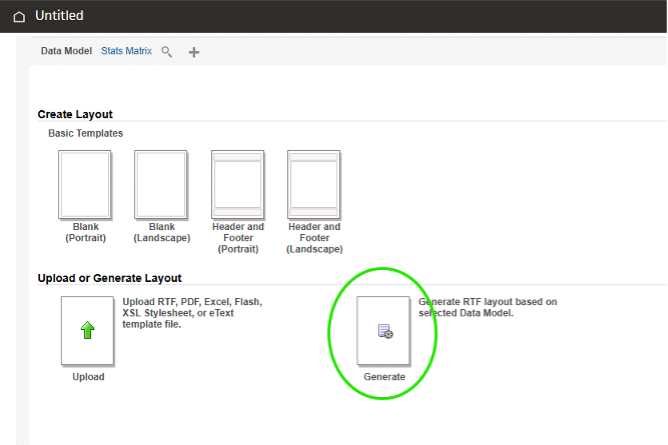 Untitled
Data Model Stats Matrix
Create Layout
Basic Templates
Blank
(Portrait)
Blank
(Landscape)
Header and
Footer
(Portrait)
Header and
Footer
(Landscape)
Upload or Generate Layout
Upload RTF, PDF, Excel, Flash,
XSL Stylesheet, or eText
template file.
Upload
Generate RTF layout based on
selected Data Model.
Generate